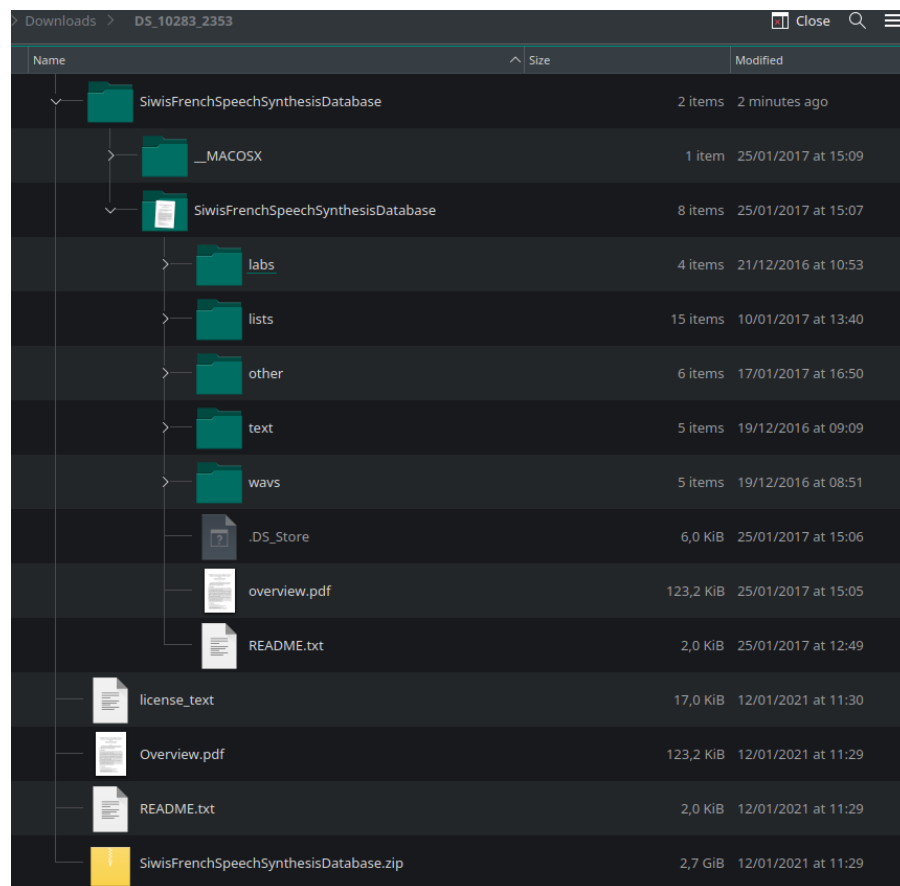 Downloads > DS_10283_2353 Close
Name Size Modified
SiwisFrenchSpeechSynthesisDatabase 2 items 2 minutes ago
__MACOSX 1 item 25/01/2017 at 15:09
SiwisFrenchSpeechSynthesisDatabase 8 items 25/01/2017 at 15:07
labs 4 items 21/12/2016 at 10:53
lists 15 items 10/01/2017 at 13:40
other 6 items 17/01/2017 at 16:50
text 5 items 19/12/2016 at 09:09
wavs 5 items 19/12/2016 at 08:51
.DS_Store 6,0 KiB 25/01/2017 at 15:06
overview.pdf 123,2 KiB 25/01/2017 at 15:05
README.txt 2,0 KiB 25/01/2017 at 12:49
license_text 17,0 KiB 12/01/2021 at 11:30
Overview.pdf 123,2 KiB 12/01/2021 at 11:29
README.txt 2,0 KiB 12/01/2021 at 11:29
SiwisFrenchSpeechSynthesisDatabase.zip 2,7 GiB 12/01/2021 at 11:29